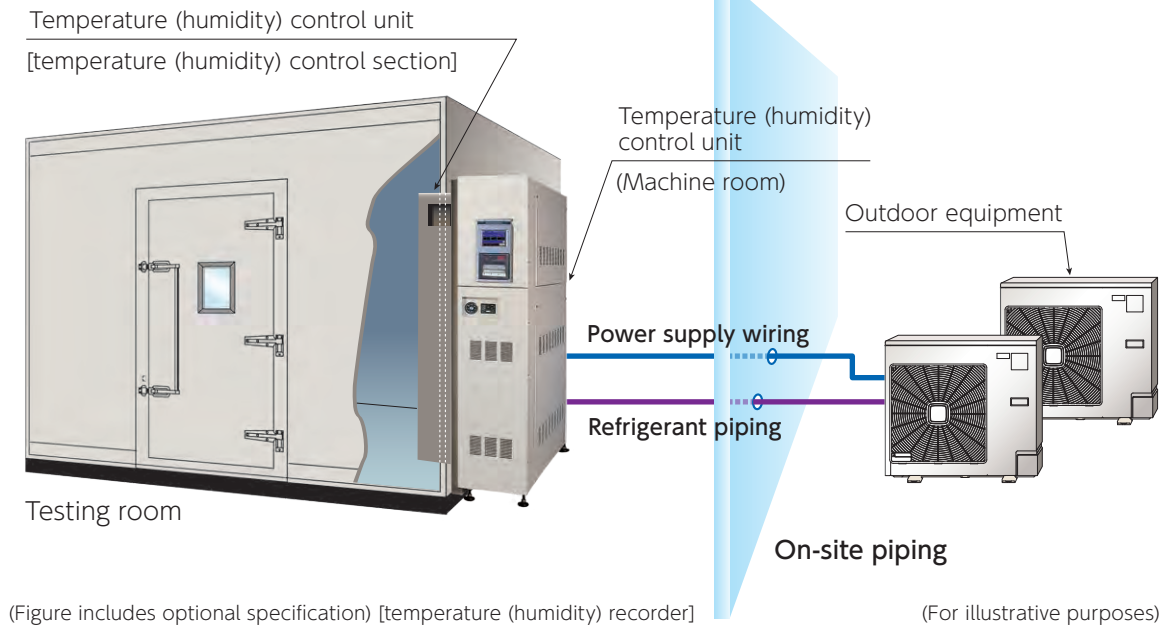 Temperature (humidity) control unit
[temperature (humidity) control section]
Temperature (humidity)
control unit
(Machine room)
Outdoor equipment
Power supply wiring
Refrigerant piping
Testing room
On-site piping
(Figure includes optional specification) [temperature (humidity) recorder]
(For illustrative purposes)